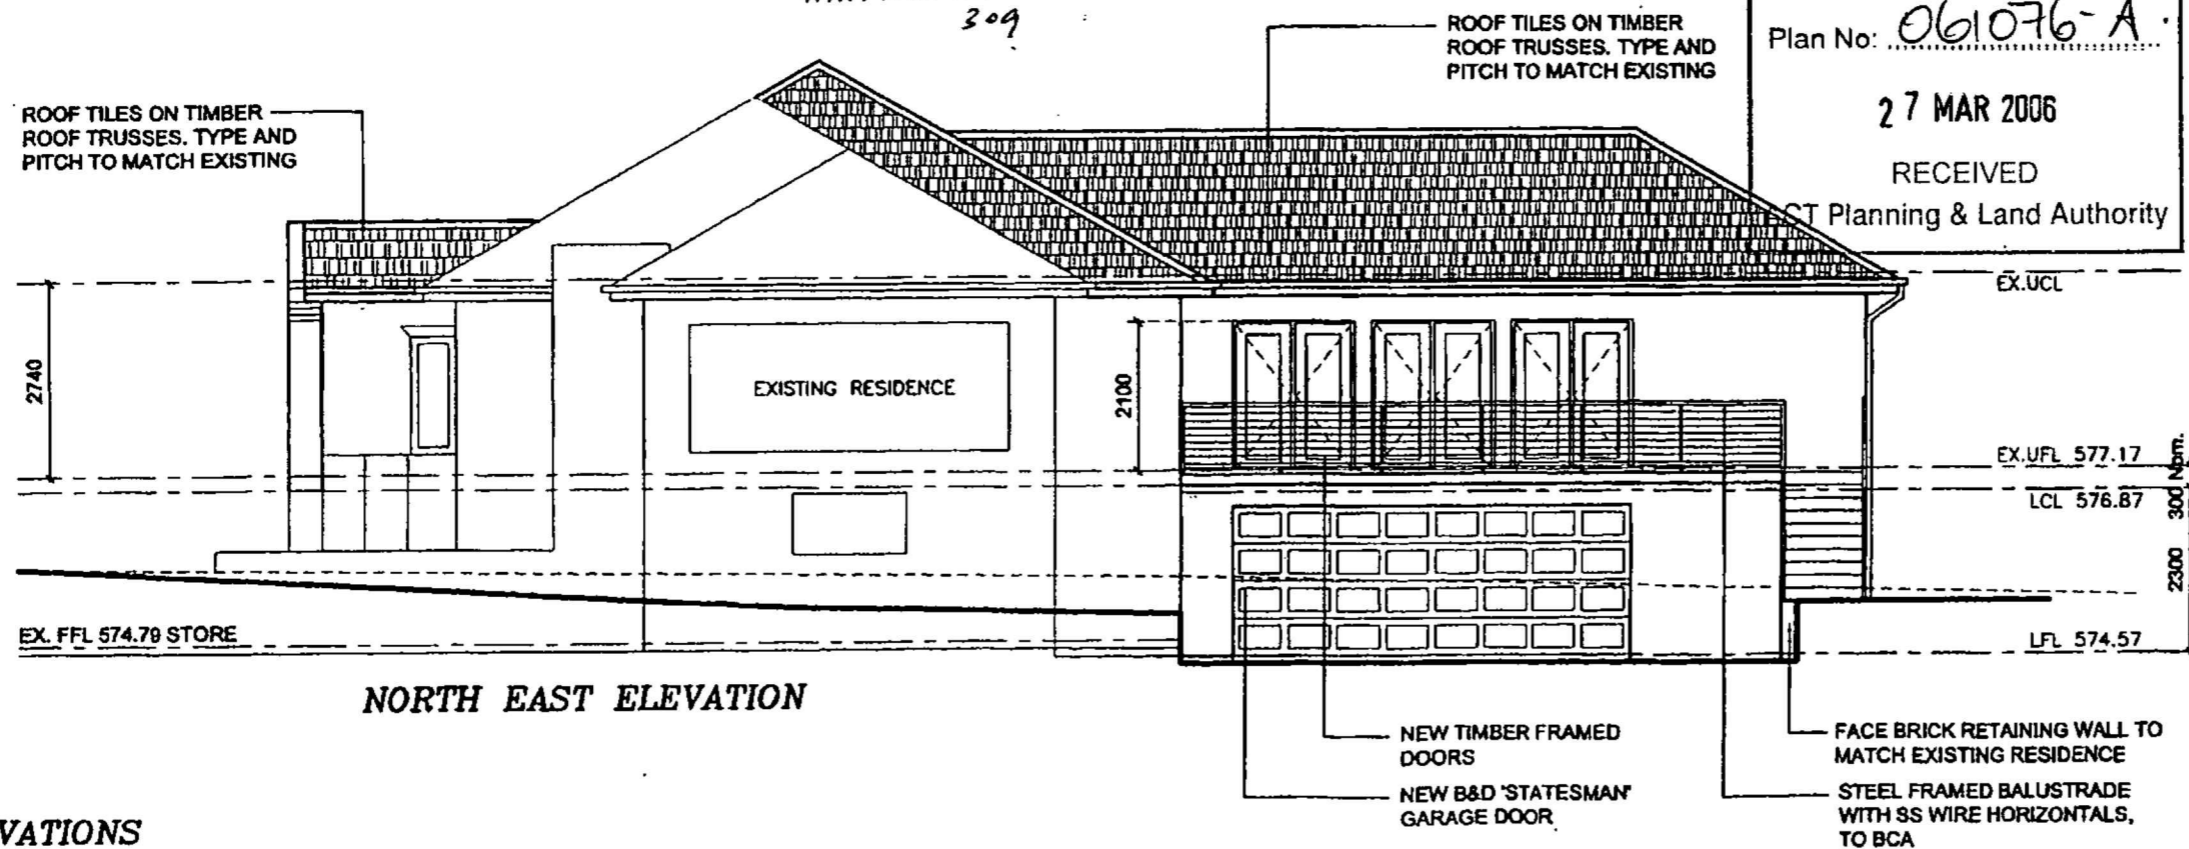 309
Plan No: 061076-A
27 MAR 2006
RECEIVED
CT Planning & Land Authority
ROOF TILES ON TIMBER
ROOF TRUSSES. TYPE AND
PITCH TO MATCH EXISTING
ROOF TILES ON TIMBER
ROOF TRUSSES. TYPE AND
PITCH TO MATCH EXISTING
EX.UCL
2740
EXISTING RESIDENCE
2100
EX.UFL 577.17
LCL 576.87
300 Nom.
2300
EX. FFL 574.79 STORE
LFL 574.57
NORTH EAST ELEVATION
NEW TIMBER FRAMED
DOORS
NEW B&D 'STATESMAN'
GARAGE DOOR
FACE BRICK RETAINING WALL TO
MATCH EXISTING RESIDENCE
STEEL FRAMED BALUSTRADE
WITH SS WIRE HORIZONTALS,
TO BCA
VATIONS